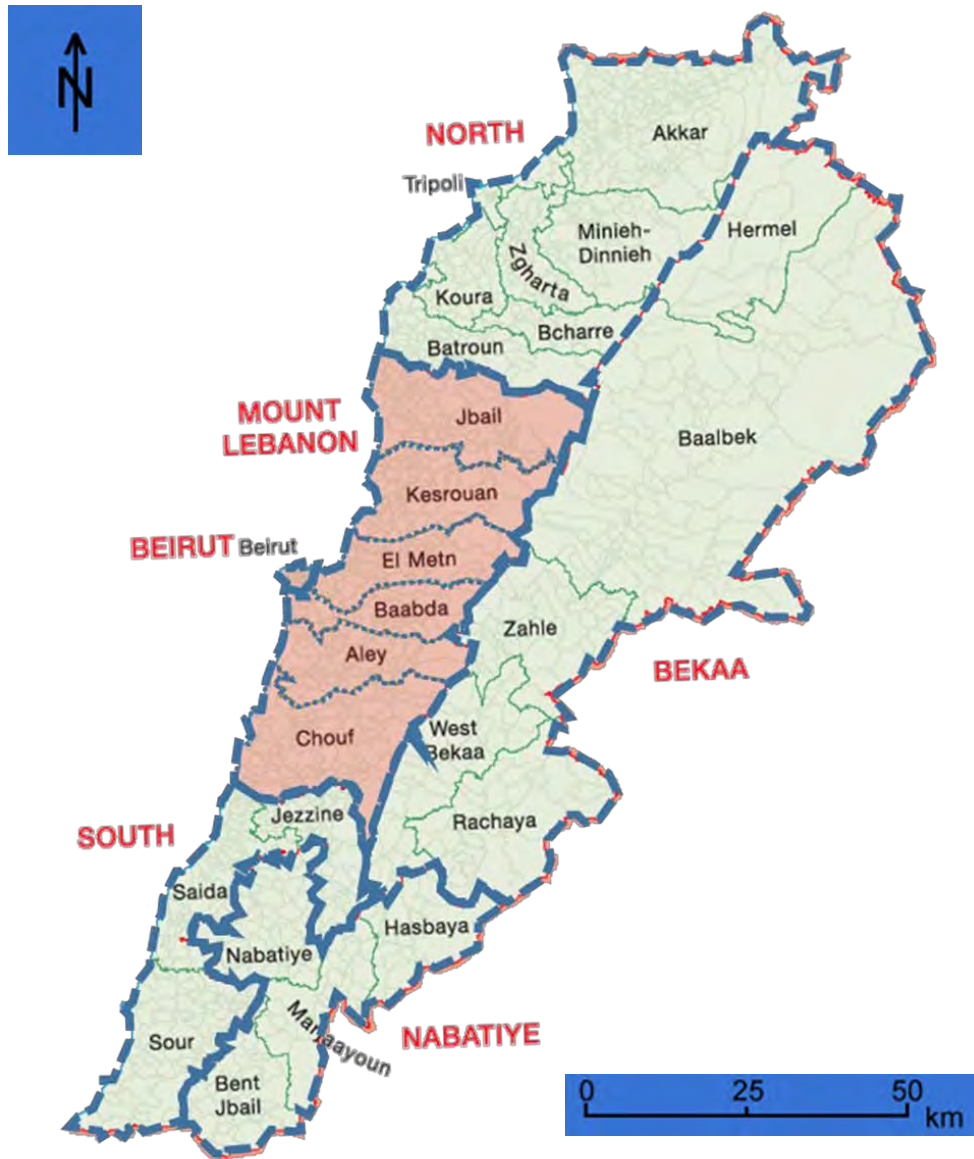 N
NORTH
Akkar
Tripoli
Hermel
Minieh-
Dinnieh
Zgharta
Koura
Bcharre
Batroun
MOUNT
LEBANON
Jbail
Baalbek
Kesrouan
BEIRUT
Beirut
El Metn
Baabda
Zahle
Aley
BEKAA
Chouf
West
Bekaa
SOUTH
Jezzine
Rachaya
Saida
Hasbaya
Nabatiye
NABATIYE
Marjaayoun
Sour
Bent
Jbail
0 25 50
km